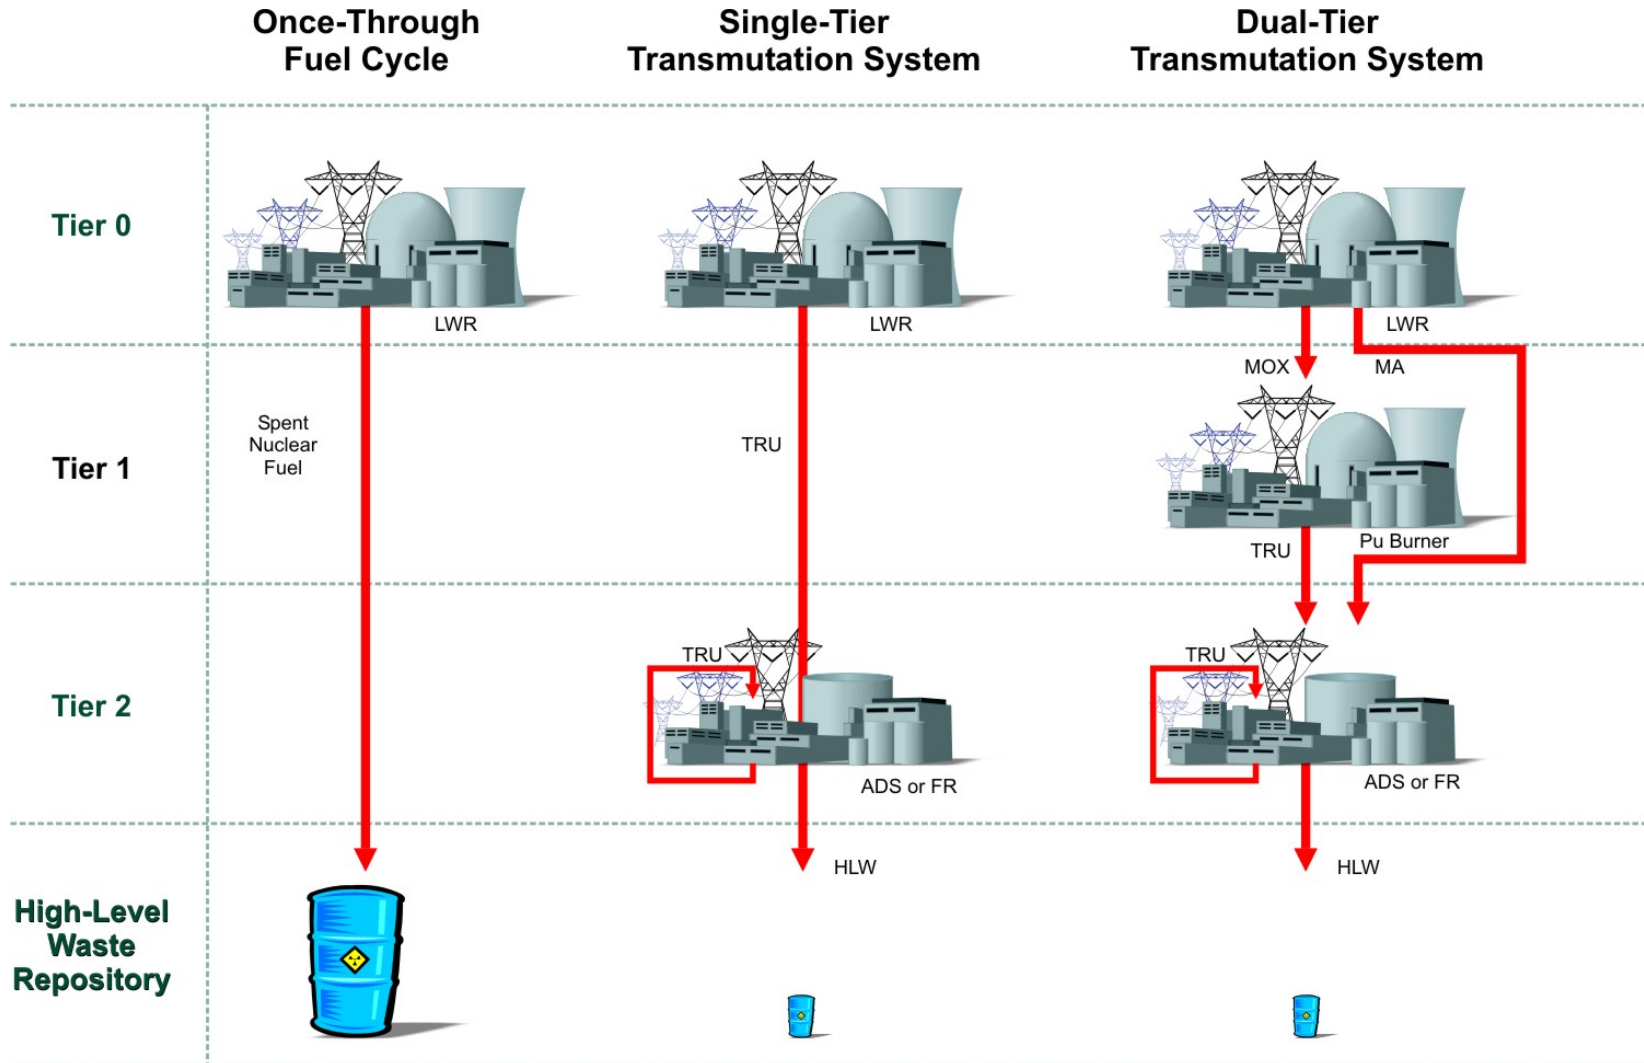 Once-Through
Fuel Cycle
Single-Tier
Transmutation System
Dual-Tier
Transmutation System
Tier 0
LWR
LWR
LWR
MOX
MA
Tier 1
Spent
Nuclear
Fuel
TRU
TRU
Pu Burner
Tier 2
TRU
ADS or FR
TRU
ADS or FR
High-Level
Waste
Repository
HLW
HLW